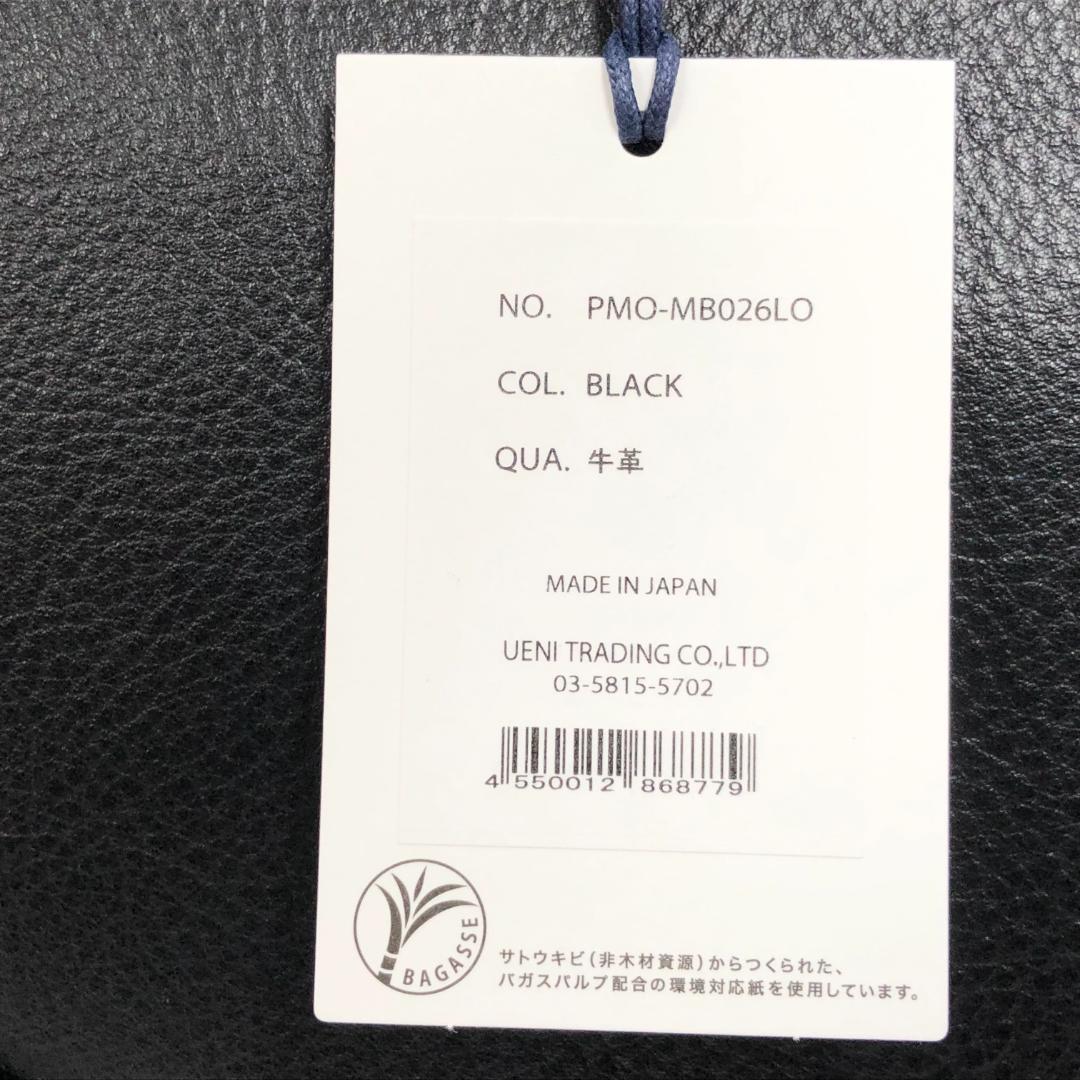 NO. PMO-MB026LO
COL. BLACK
QUA. 牛革
MADE IN JAPAN
UENI TRADING CO.,LTD
03-5815-5702
4 550012 868779
BAGASSE
サトウキビ(非木材資源)からつくられた、
バガスパルプ配合の環境対応紙を使用しています。